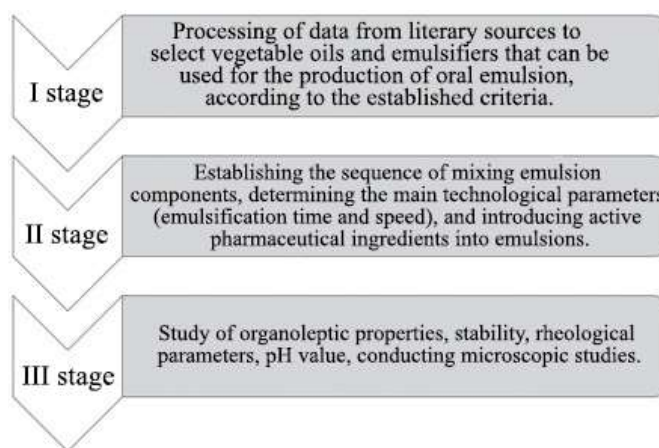 I stage
Processing of data from literary sources to
select vegetable oils and emulsifiers that can be
used for the production of oral emulsion,
according to the established criteria.
II stage
Establishing the sequence of mixing emulsion
components, determining the main technological parameters
(emulsification time and speed), and introducing active
pharmaceutical ingredients into emulsions.
III stage
Study of organoleptic properties, stability, rheological
parameters, pH value, conducting microscopic studies.